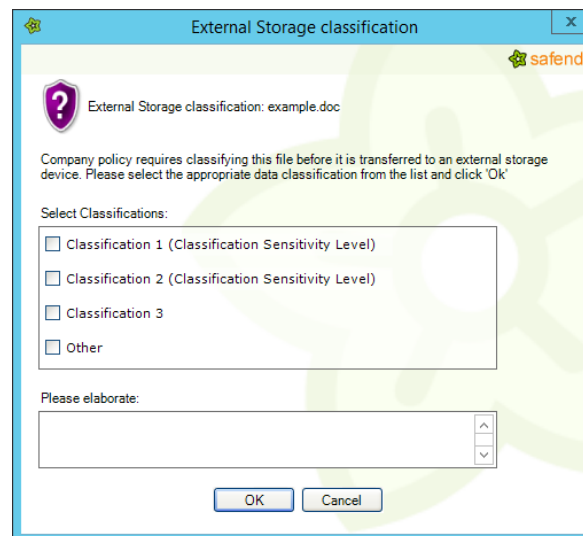 External Storage classification
x
safend
?
External Storage classification: example.doc
Company policy requires classifying this file before it is transferred to an external storage
device. Please select the appropriate data classification from the list and click 'Ok'
Select Classifications:
Classification 1 (Classification Sensitivity Level)
Classification 2 (Classification Sensitivity Level)
Classification 3
Other
Please elaborate:
OK Cancel